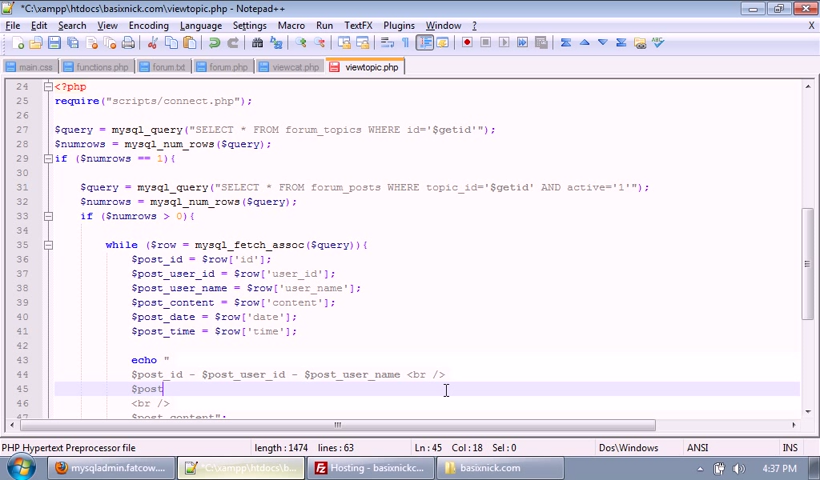 *C:\xampp\htdocs\basixnick.com\viewtopic.php - Notepad++
File Edit Search View Encoding Language Settings Macro Run TextFX Plugins Window ? X
main.css functions.php forum.txt forum.php viewcat.php viewtopic.php
24 <?php
25 require("scripts/connect.php");
26
27 $query = mysql_query("SELECT * FROM forum_topics WHERE id='$getid'");
28 $numrows = mysql_num_rows($query);
29 if ($numrows == 1){
30
31 $query = mysql_query("SELECT * FROM forum_posts WHERE topic_id='$getid' AND active='1'");
32 $numrows = mysql_num_rows($query);
33 if ($numrows > 0){
34
35 while ($row = mysql_fetch_assoc($query)){
36 $post_id = $row['id'];
37 $post_user_id = $row['user_id'];
38 $post_user_name = $row['user_name'];
39 $post_content = $row['content'];
40 $post_date = $row['date'];
41 $post_time = $row['time'];
42
43 echo "
44 $post_id - $post_user_id - $post_user_name <br />
45 $post
46 <br />
47 $post_content";
PHP Hypertext Preprocessor file length : 1474 lines : 63 Ln : 45 Col : 18 Sel : 0 Dos\Windows ANSI INS
mysqladmin.fatcow.... *C:\xampp\htdocs\b... Hosting - basixnickc... basixnick.com 4:37 PM